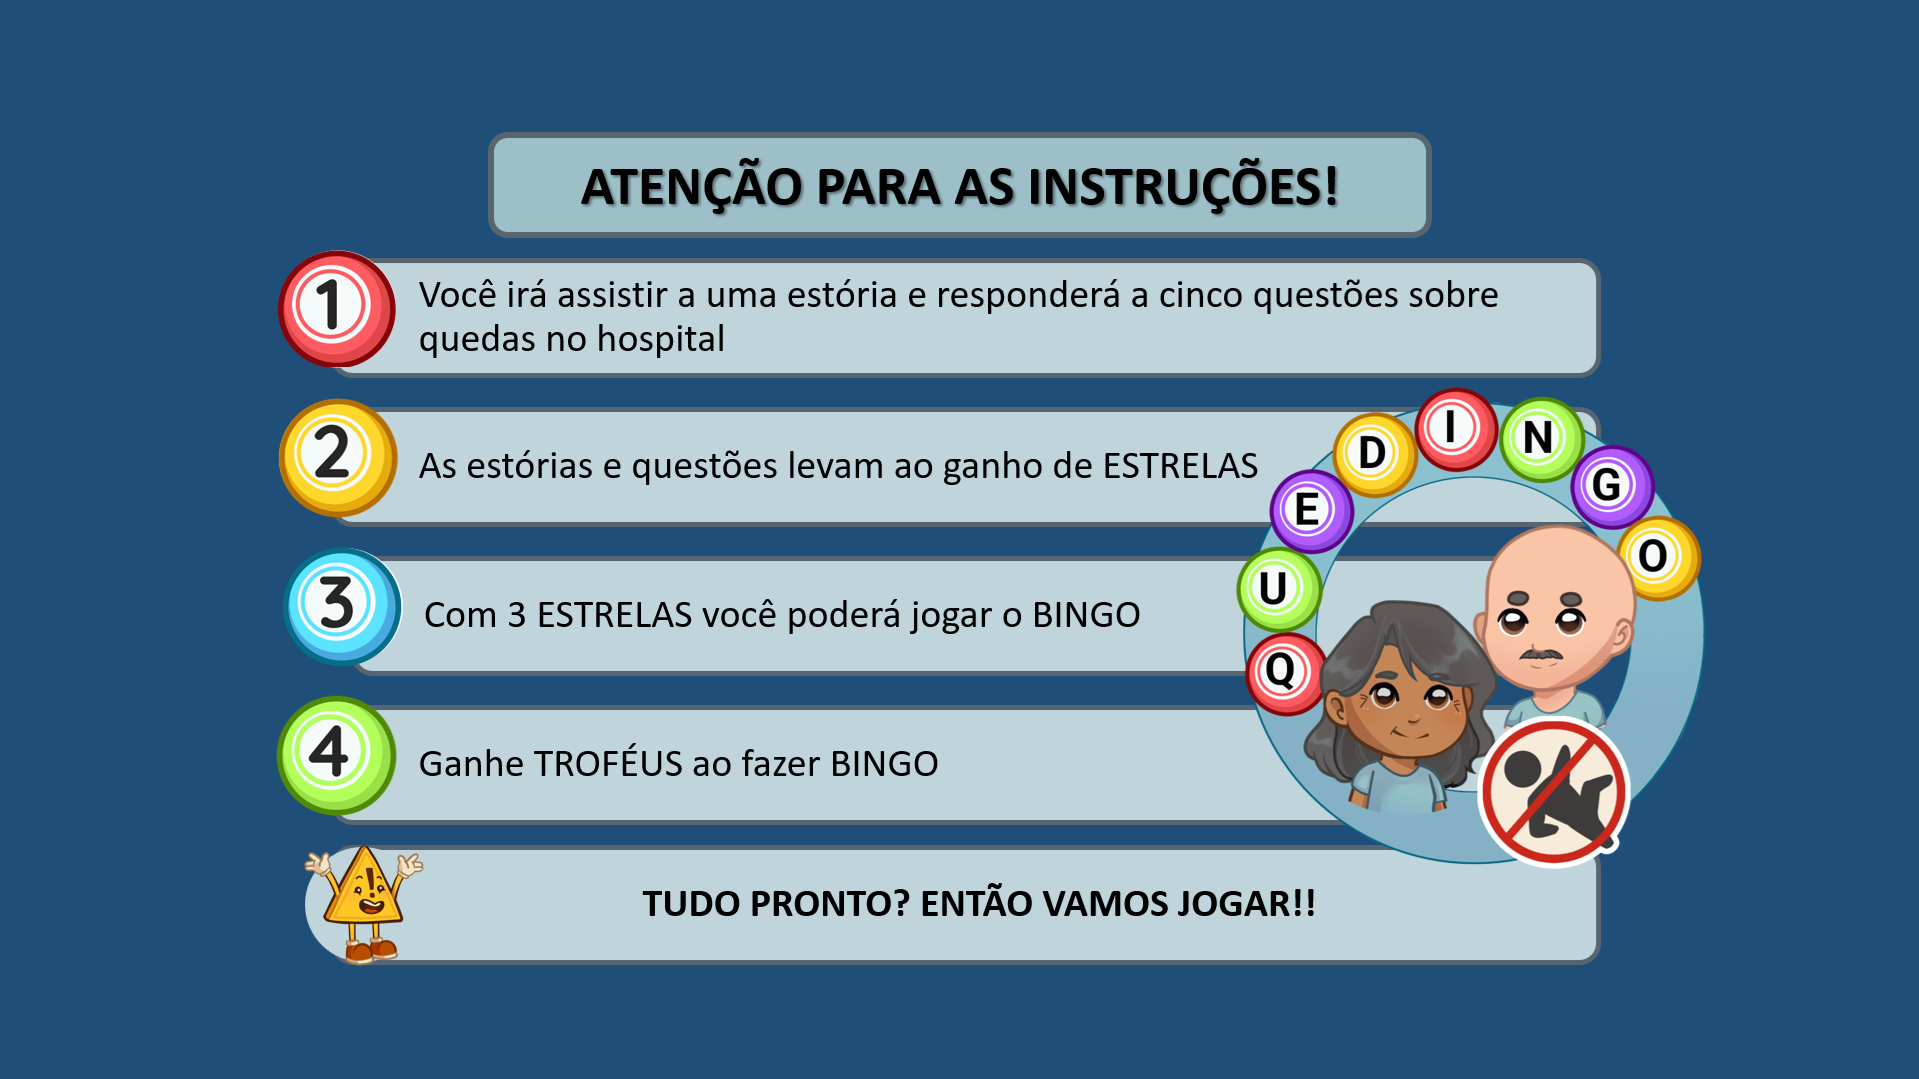 ATENÇÃO PARA AS INSTRUÇÕES!
1
Você irá assistir a uma estória e responderá a cinco questões sobre
quedas no hospital
2
As estórias e questões levam ao ganho de ESTRELAS
3
Com 3 ESTRELAS você poderá jogar o BINGO
4
Ganhe TROFÉUS ao fazer BINGO
QUEDINGO
TUDO PRONTO? ENTÃO VAMOS JOGAR!!